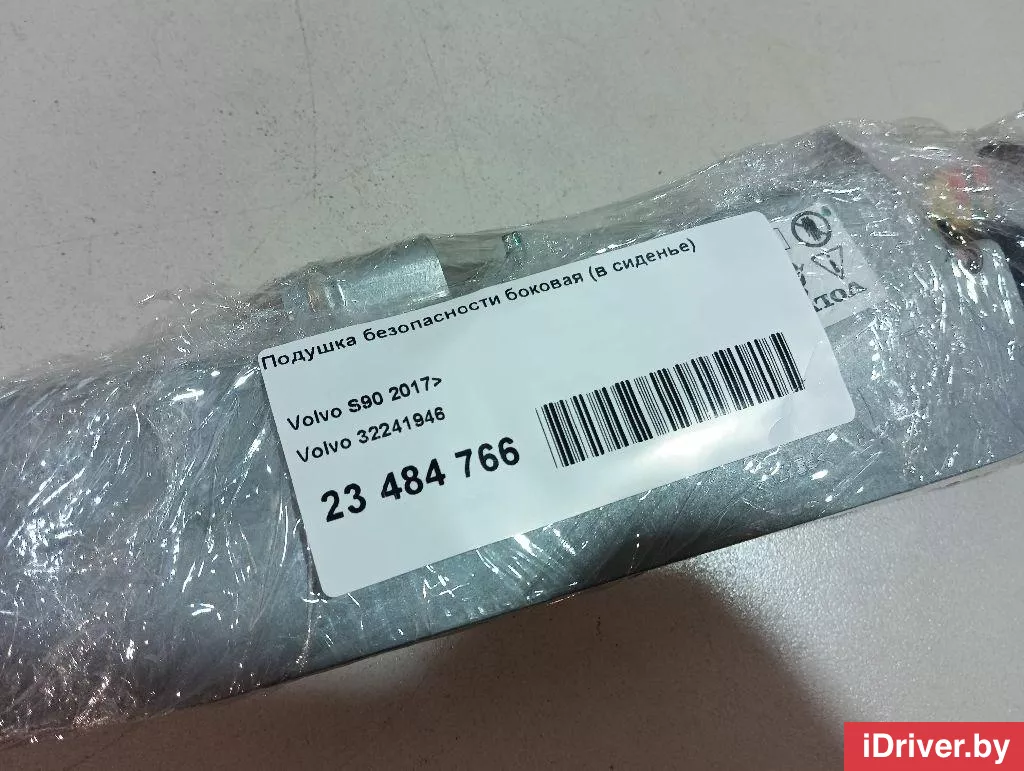 Подушка безопасности боковая (в сиденье)
Volvo S90 2017>
Volvo 32241946
23 484 766
iDriver.by